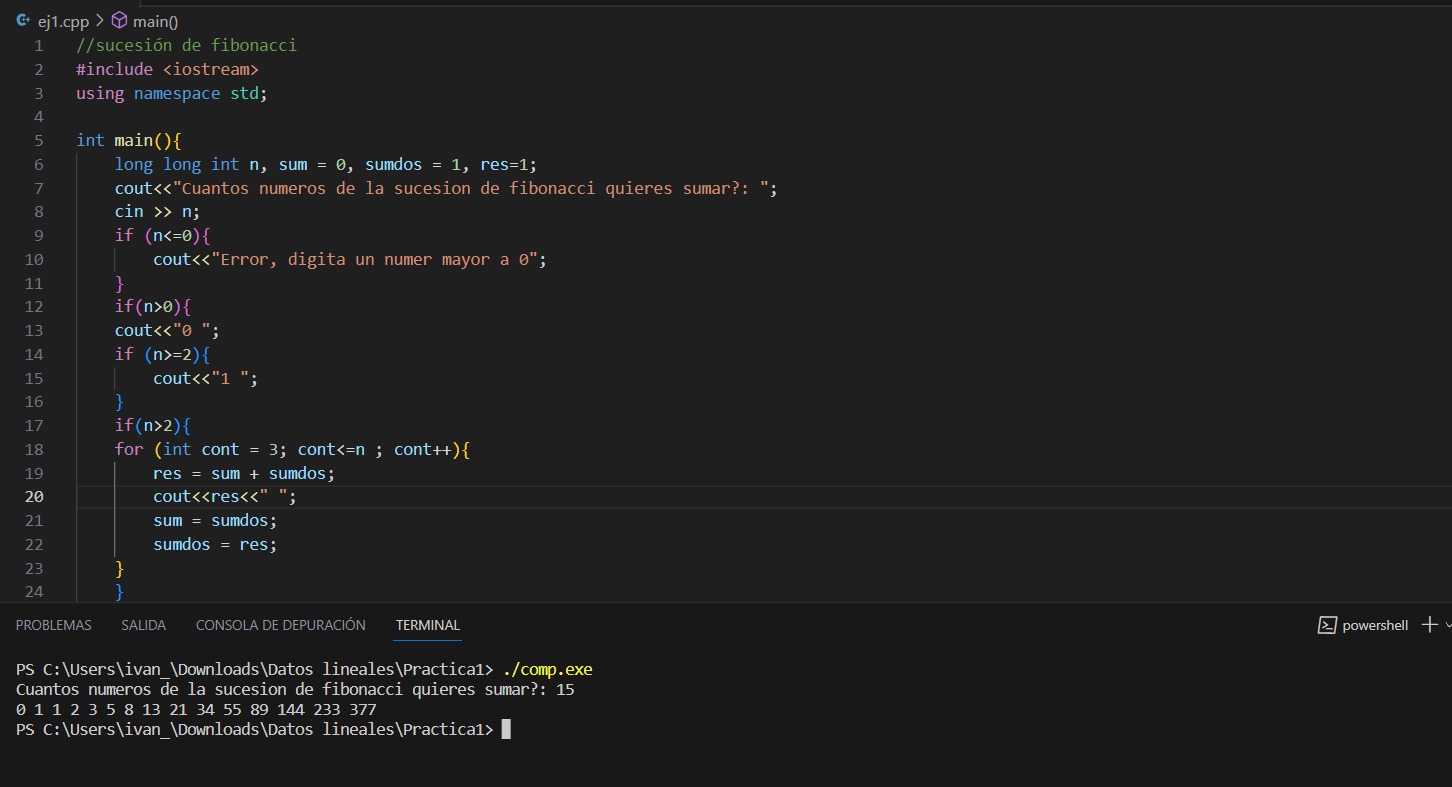 ej1.cpp > main()
1 //sucesión de fibonacci
2 #include <iostream>
3 using namespace std;
4
5 int main(){
6 long long int n, sum = 0, sumdos = 1, res=1;
7 cout<<"Cuantos numeros de la sucesion de fibonacci quieres sumar?: ";
8 cin >> n;
9 if (n<=0){
10 cout<<"Error, digita un numer mayor a 0";
11 }
12 if(n>0){
13 cout<<"0 ";
14 if (n>=2){
15 cout<<"1 ";
16 }
17 if(n>2){
18 for (int cont = 3; cont<=n ; cont++){
19 res = sum + sumdos;
20 cout<<res<<" ";
21 sum = sumdos;
22 sumdos = res;
23 }
24 }
PROBLEMAS SALIDA CONSOLA DE DEPURACIÓN TERMINAL powershell
PS C:\Users\ivan_\Downloads\Datos lineales\Practica1> ./comp.exe
Cuantos numeros de la sucesion de fibonacci quieres sumar?: 15
0 1 1 2 3 5 8 13 21 34 55 89 144 233 377
PS C:\Users\ivan_\Downloads\Datos lineales\Practica1>